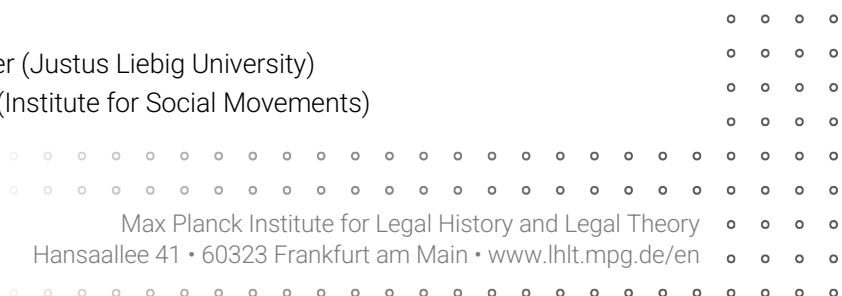 (Justus Liebig University)
(Institute for Social Movements)
Max Planck Institute for Legal History and Legal Theory
Hansaallee 41 • 60323 Frankfurt am Main • www.lhlt.mpg.de/en